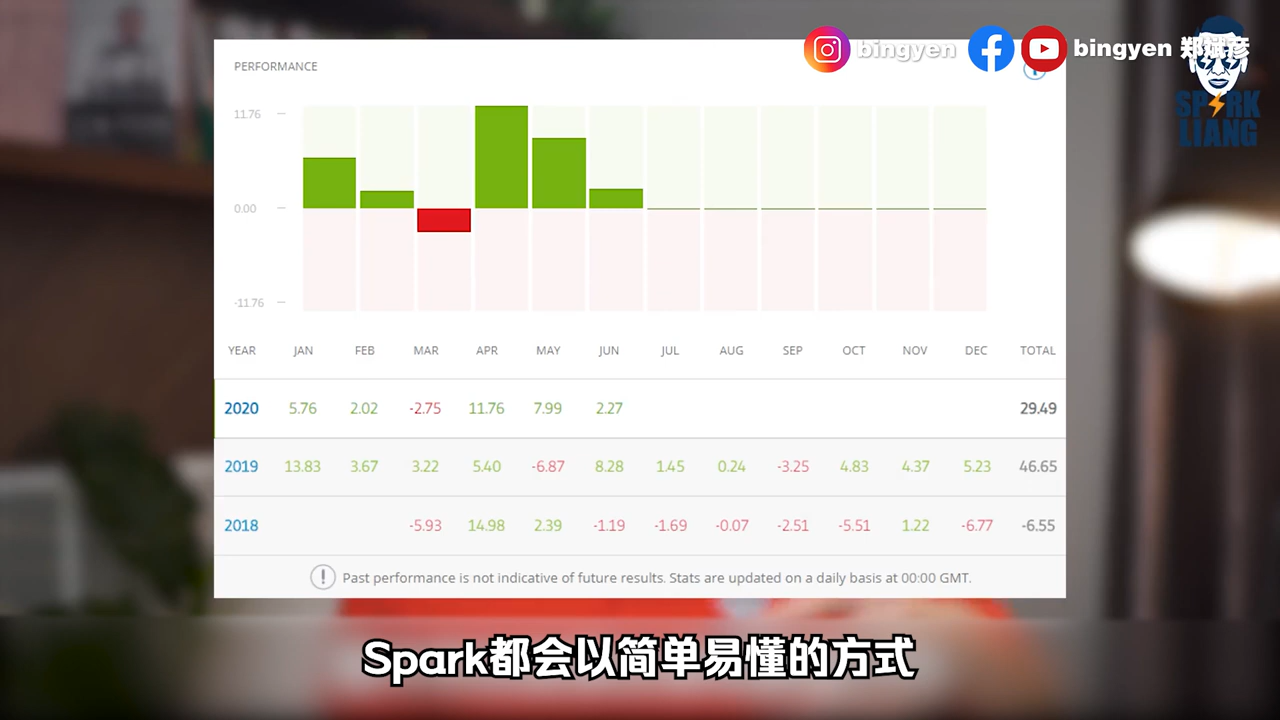 bingyen
bingyen 郑斌彦
SPARK
LIANG
PERFORMANCE
11.76
0.00
-11.76
YEAR JAN FEB MAR APR MAY JUN JUL AUG SEP OCT NOV DEC TOTAL
2020 5.76 2.02 -2.75 11.76 7.99 2.27 29.49
2019 13.83 3.67 3.22 5.40 -6.87 8.28 1.45 0.24 -3.25 4.83 4.37 5.23 46.65
2018 -5.93 14.98 2.39 -1.19 -1.69 -0.07 -2.51 -5.51 1.22 -6.77 -6.55
Past performance is not indicative of future results. Stats are updated on a daily basis at 00:00 GMT.
Spark都会以简单易懂的方式